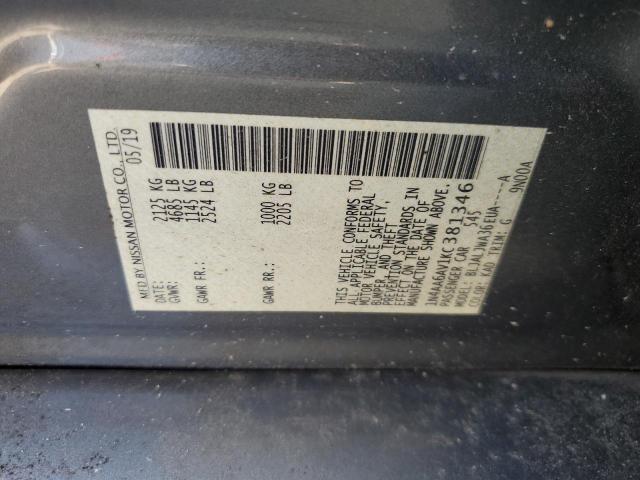 MFD BY NISSAN MOTOR CO., LTD.
DATE: 05/19
GVWR: 2125 KG
4685 LB
GAWR FR: 1145 KG
2524 LB
GAWR RR: 1000 KG
2205 LB
THIS VEHICLE CONFORMS TO
ALL APPLICABLE FEDERAL
MOTOR VEHICLE SAFETY,
BUMPER, AND THEFT
PREVENTION STANDARDS IN
EFFECT ON THE DATE OF
MANUFACTURE SHOWN ABOVE.
1N4AA6AV1KC381346
PASSENGER CAR 545
MODEL: BLJALJWA36EUA-----A
COLOR: KAD TRIM: G 9N00A